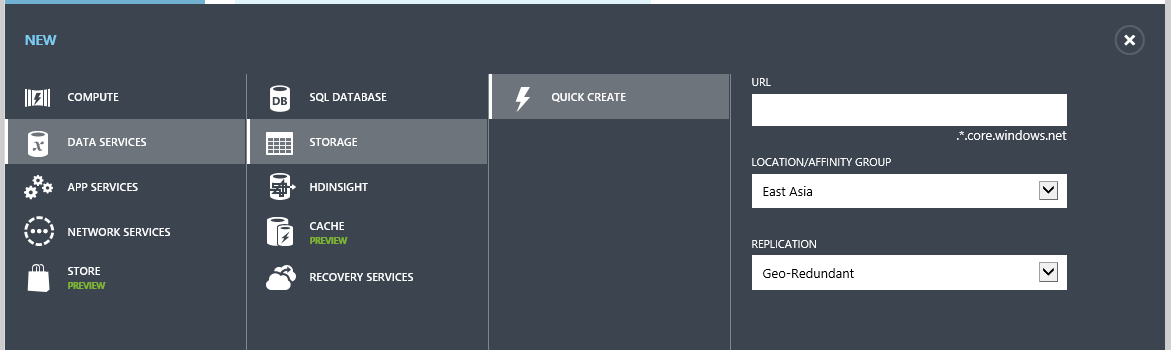 NEW
COMPUTE
DATA SERVICES
APP SERVICES
NETWORK SERVICES
STORE
PREVIEW
DB
SQL DATABASE
STORAGE
HDINSIGHT
CACHE
PREVIEW
RECOVERY SERVICES
QUICK CREATE
URL
.*.core.windows.net
LOCATION/AFFINITY GROUP
East Asia
REPLICATION
Geo-Redundant